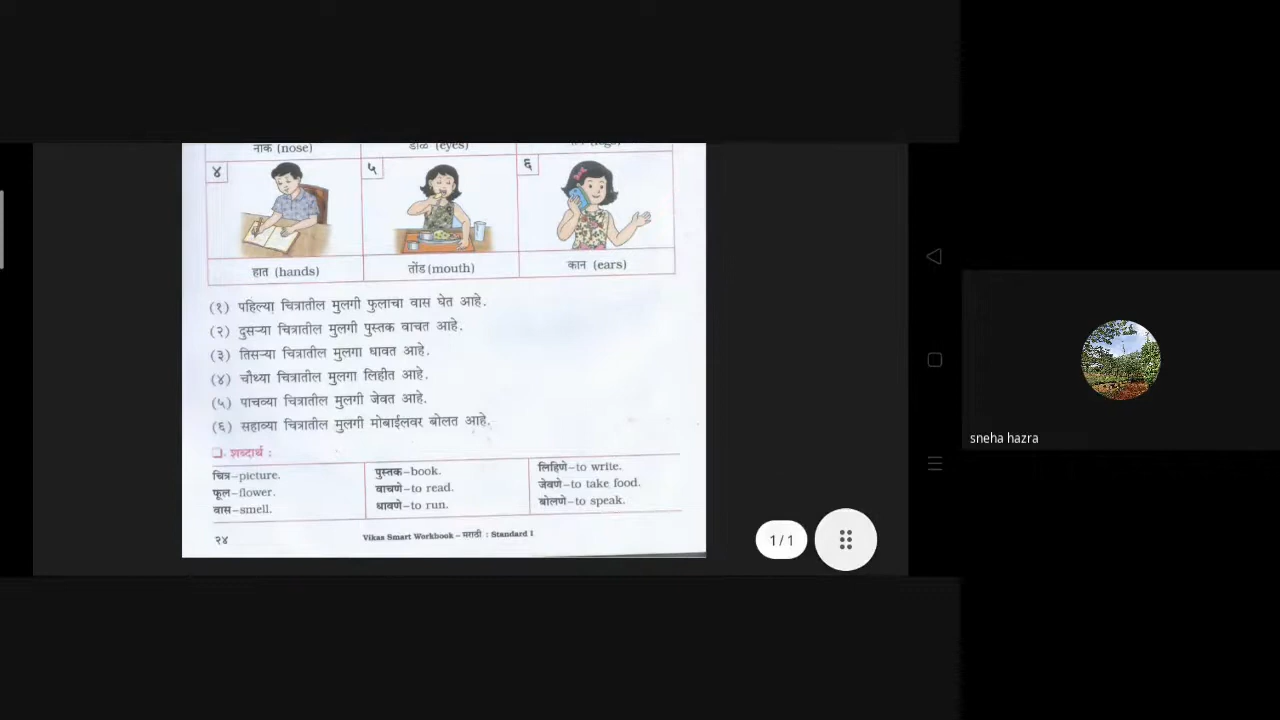 नाक (nose) डोळे (eyes)
४ ५ ६
हात (hands) तोंड (mouth) कान (ears)
(१) पहिल्या चित्रातील मुलगी फुलाचा वास घेत आहे.
(२) दुसऱ्या चित्रातील मुलगी पुस्तक वाचत आहे.
(३) तिसऱ्या चित्रातील मुलगा धावत आहे.
(४) चौथ्या चित्रातील मुलगा लिहीत आहे.
(५) पाचव्या चित्रातील मुलगी जेवत आहे.
(६) सहाव्या चित्रातील मुलगी मोबाईलवर बोलत आहे.
❑ शब्दार्थ :
चित्र–picture. पुस्तक–book. लिहिणे–to write.
फूल–flower. वाचणे–to read. जेवणे–to take food.
वास–smell. धावणे–to run. बोलणे–to speak.
२४ Vikas Smart Workbook – मराठी : Standard I
1 / 1
sneha hazra